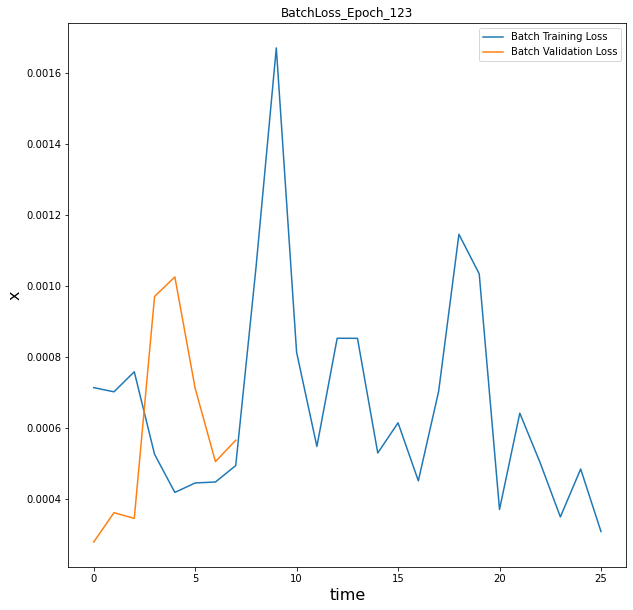 BatchLoss_Epoch_123
Batch Training Loss
Batch Validation Loss
0.0016
0.0014
0.0012
0.0010
0.0008
0.0006
0.0004
x
0
5
10
15
20
25
time